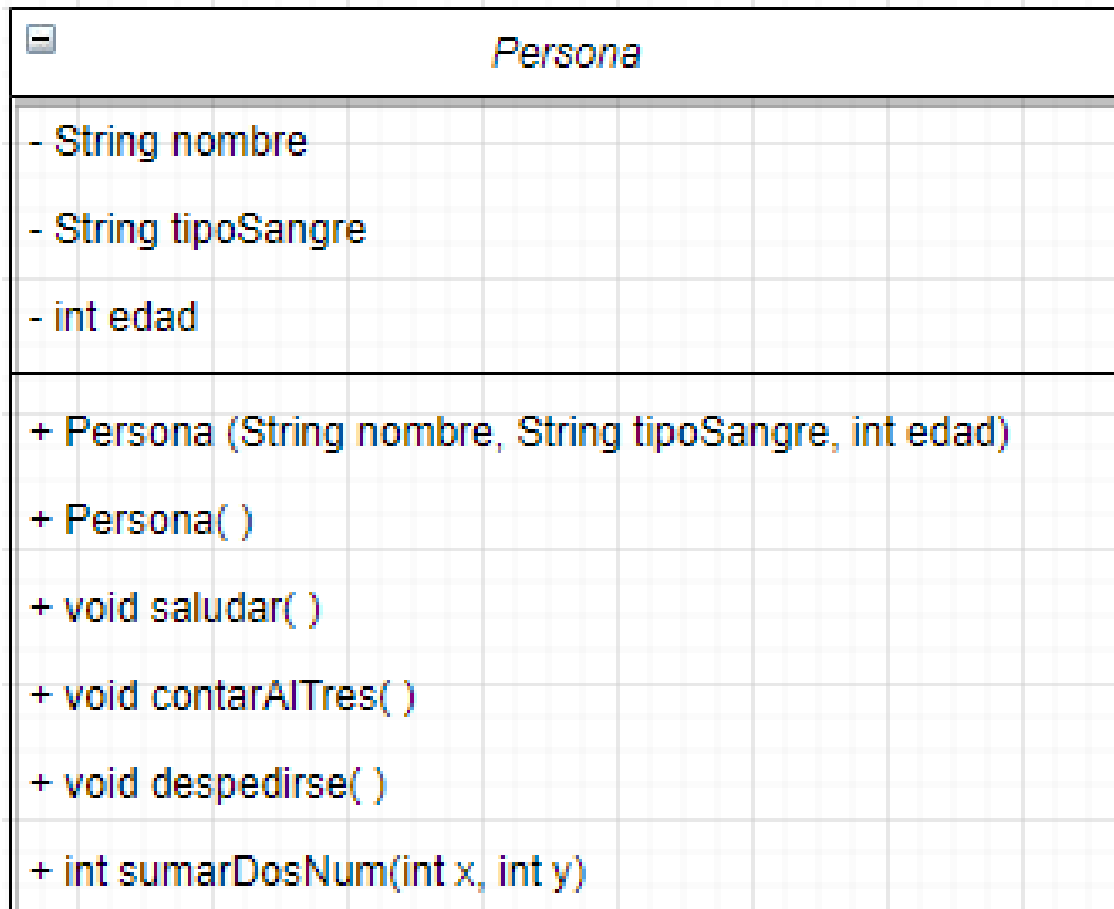 Persona
- String nombre
- String tipoSangre
- int edad
+ Persona (String nombre, String tipoSangre, int edad)
+ Persona( )
+ void saludar( )
+ void contarAlTres( )
+ void despedirse( )
+ int sumarDosNum(int x, int y)